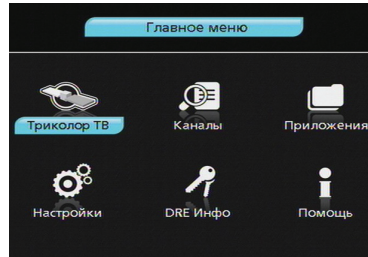 Главное меню
Триколор ТВ
Каналы
Приложения
Настройки
DRE Инфо
Помощь